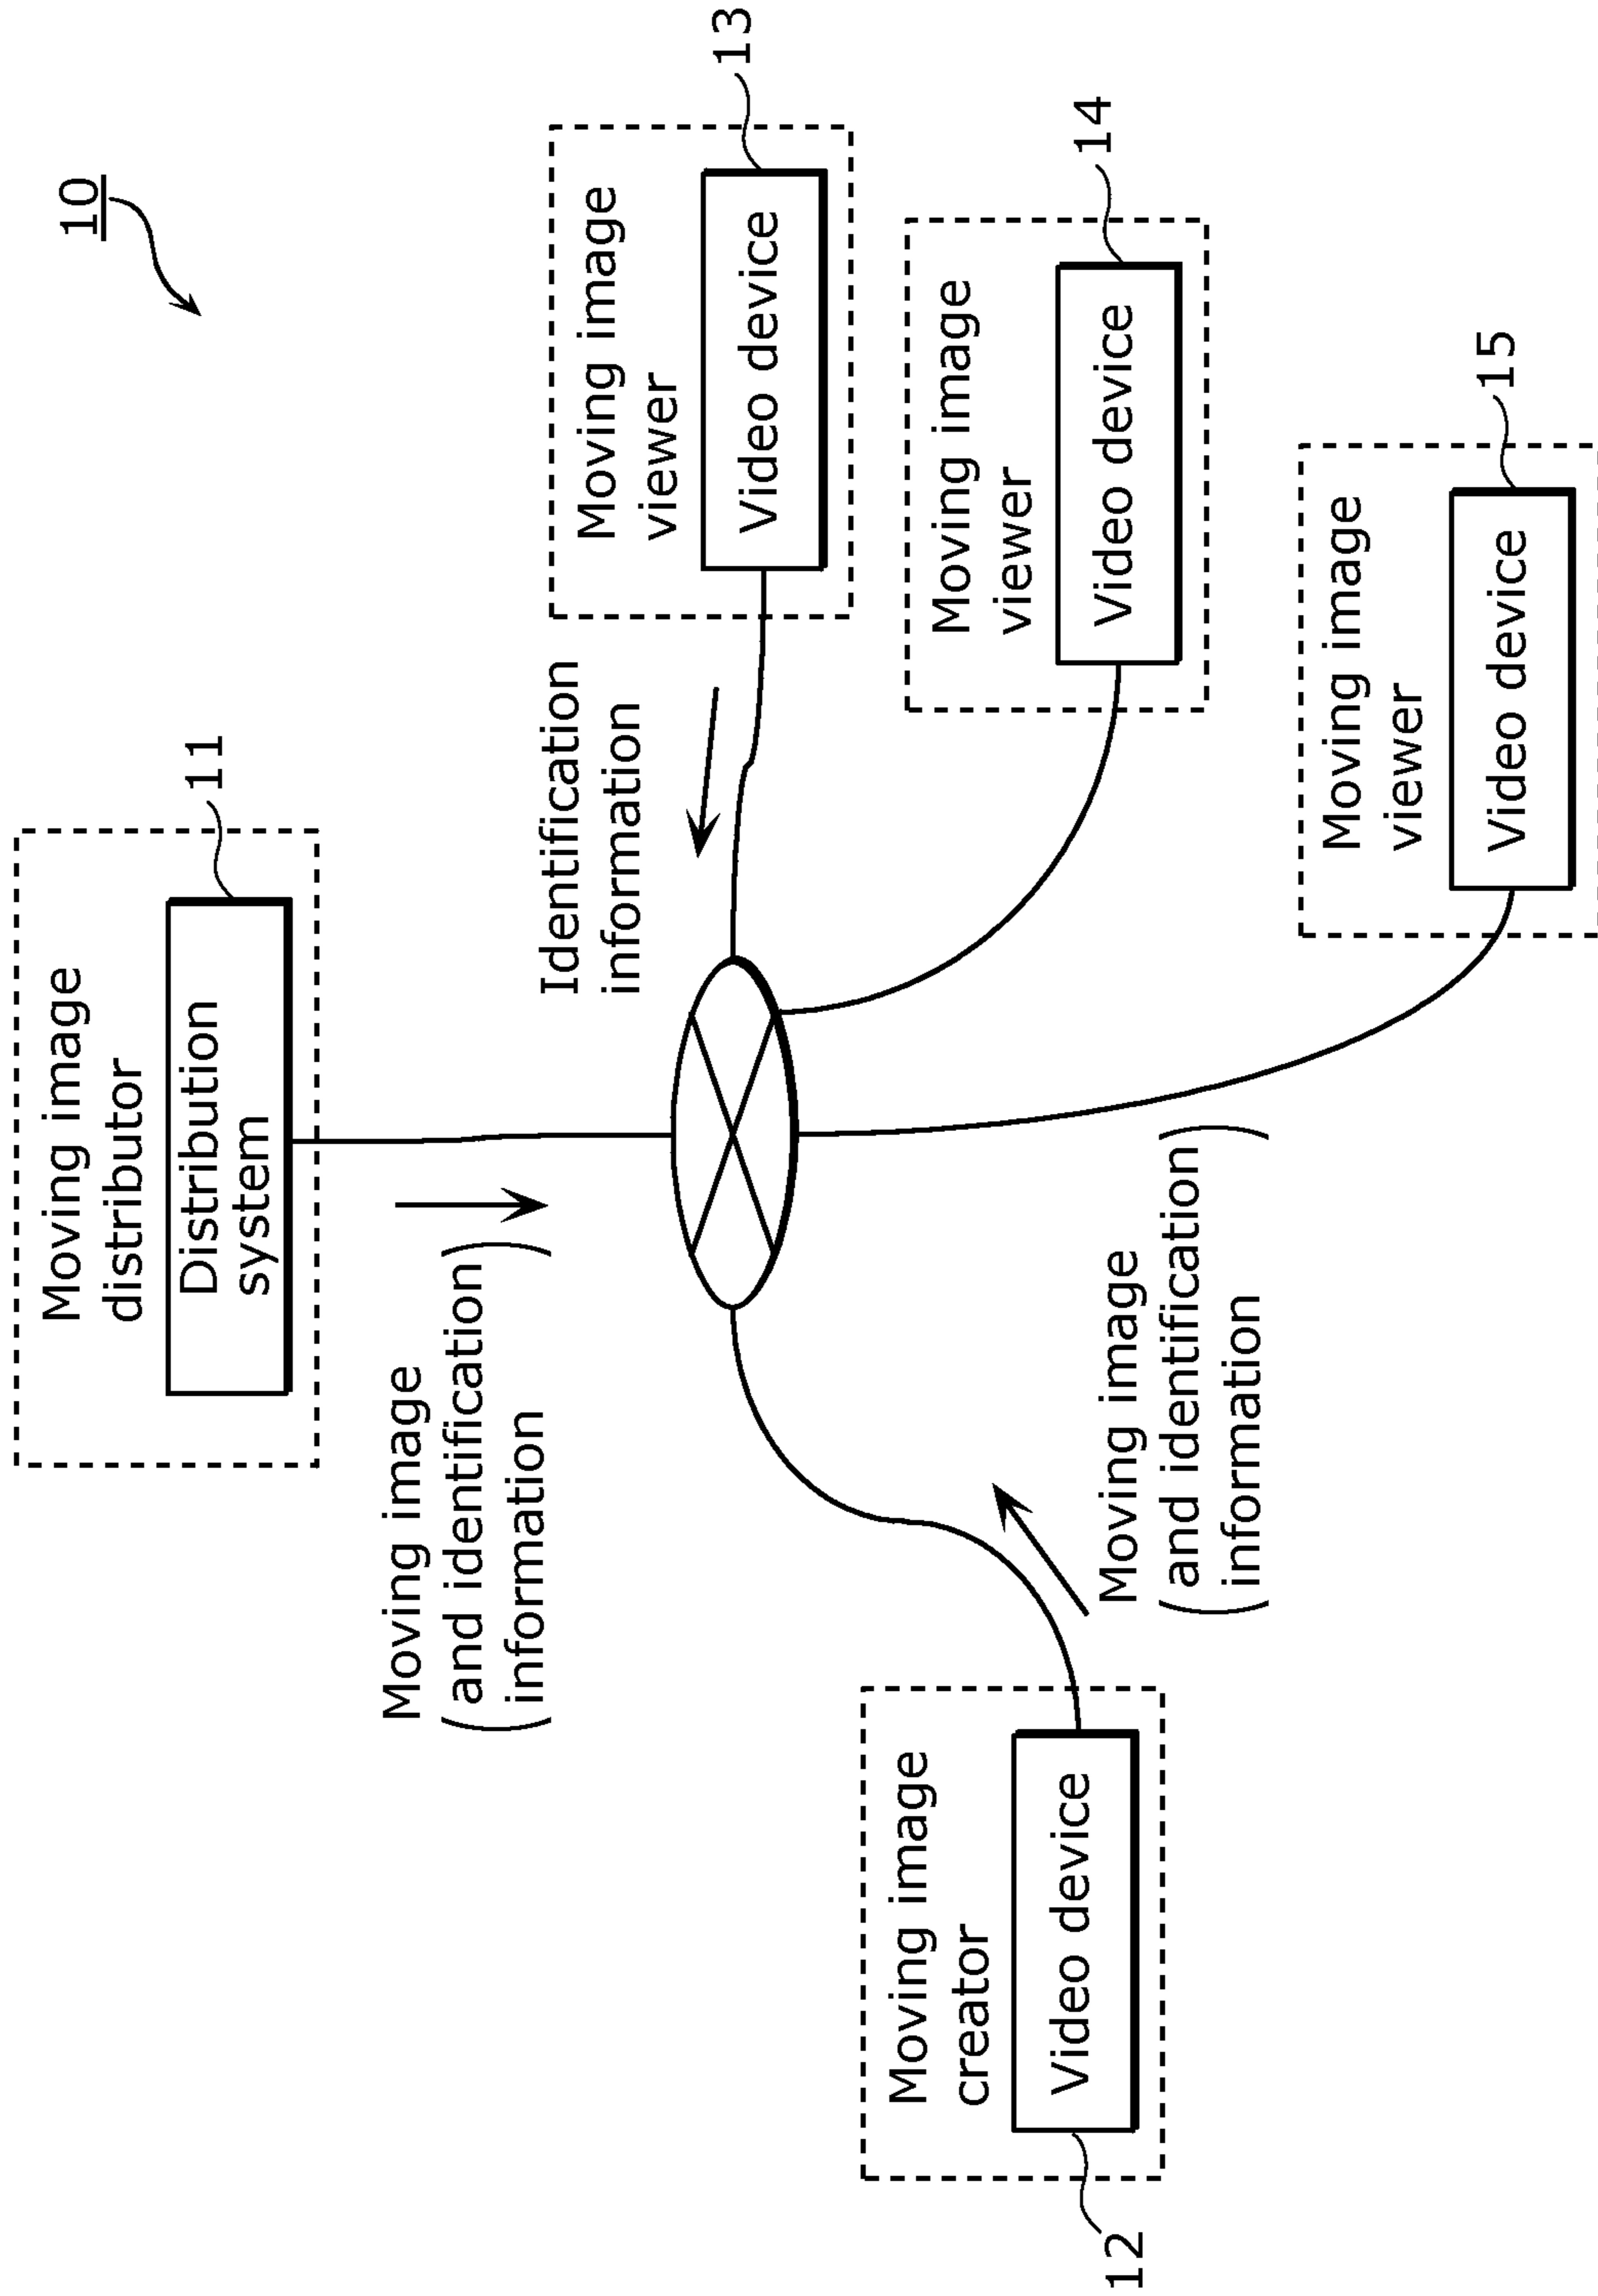 10
Moving image
distributor
Distribution
system
11
Moving image
(and identification)
information
Identification
information
Moving image
viewer
Video device
13
Moving image
viewer
Video device
14
Moving image
viewer
Video device
15
Moving image
creator
Video device
12
Moving image
(and identification)
information